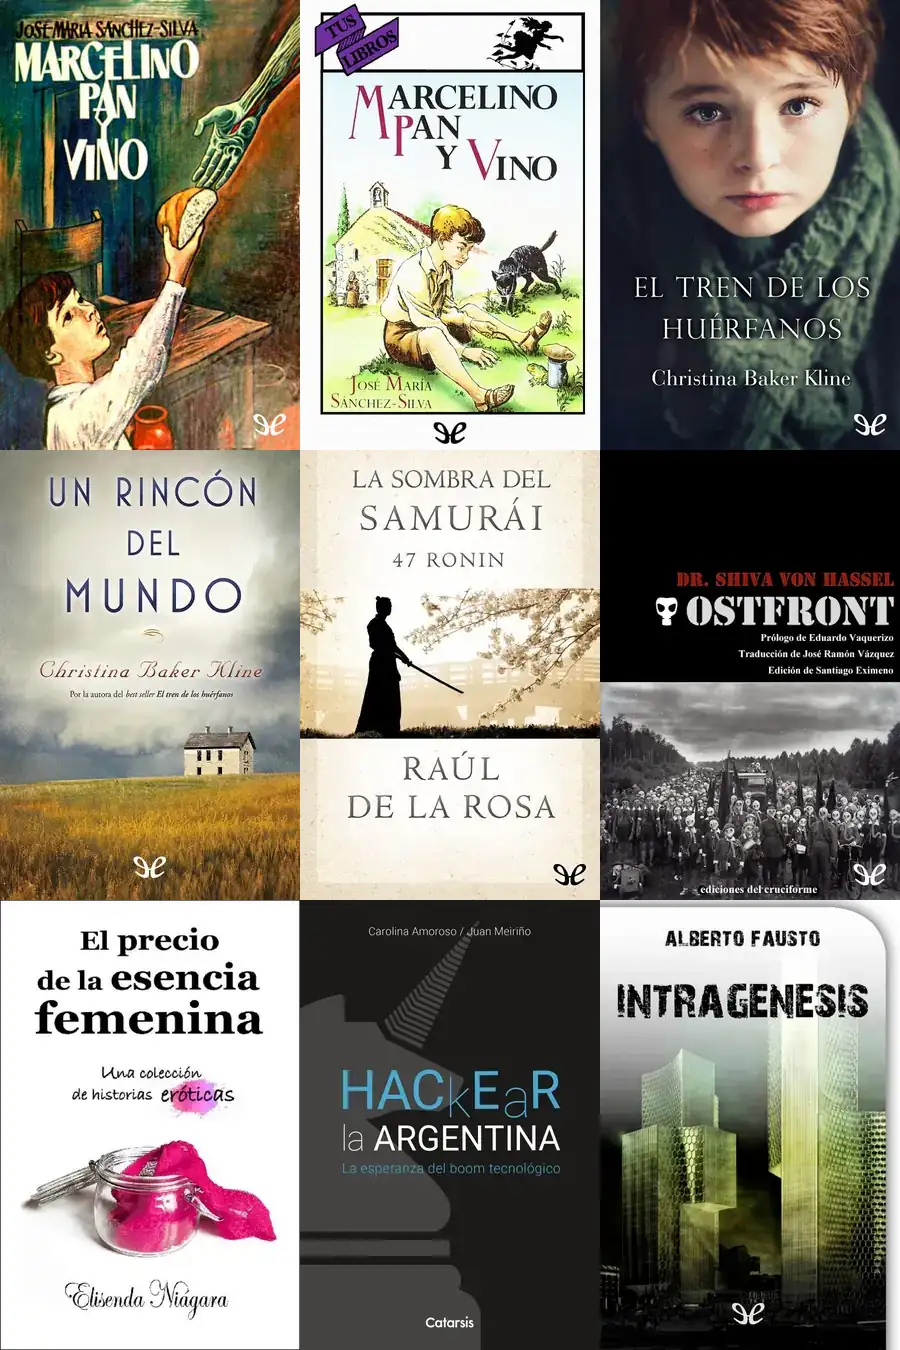 JOSE MARIA SANCHEZ-SILVA
MARCELINO
PAN
Y
VINO
TUS
LIBROS
MARCELINO
PAN
Y VINO
JOSÉ MARÍA
SÁNCHEZ-SILVA
EL TREN DE LOS
HUÉRFANOS
Christina Baker Kline
UN RINCÓN
DEL
MUNDO
Christina Baker Kline
Por la autora del best seller El tren de los huérfanos
LA SOMBRA DEL
SAMURÁI
47 RONIN
RAÚL
DE LA ROSA
DR. SHIVA VON HASSEL
OSTFRONT
Prólogo de Eduardo Vaquerizo
Traducción de José Ramón Vázquez
Edición de Santiago Eximeno
ediciones del cruciforme
El precio
de la esencia
femenina
Una colección
de historias eróticas
Elisenda Niágara
Carolina Amoroso / Juan Meiriño
HACkEaR
la ARGENTINA
La esperanza del boom tecnológico
Catarsis
ALBERTO FAUSTO
INTRAGENESIS